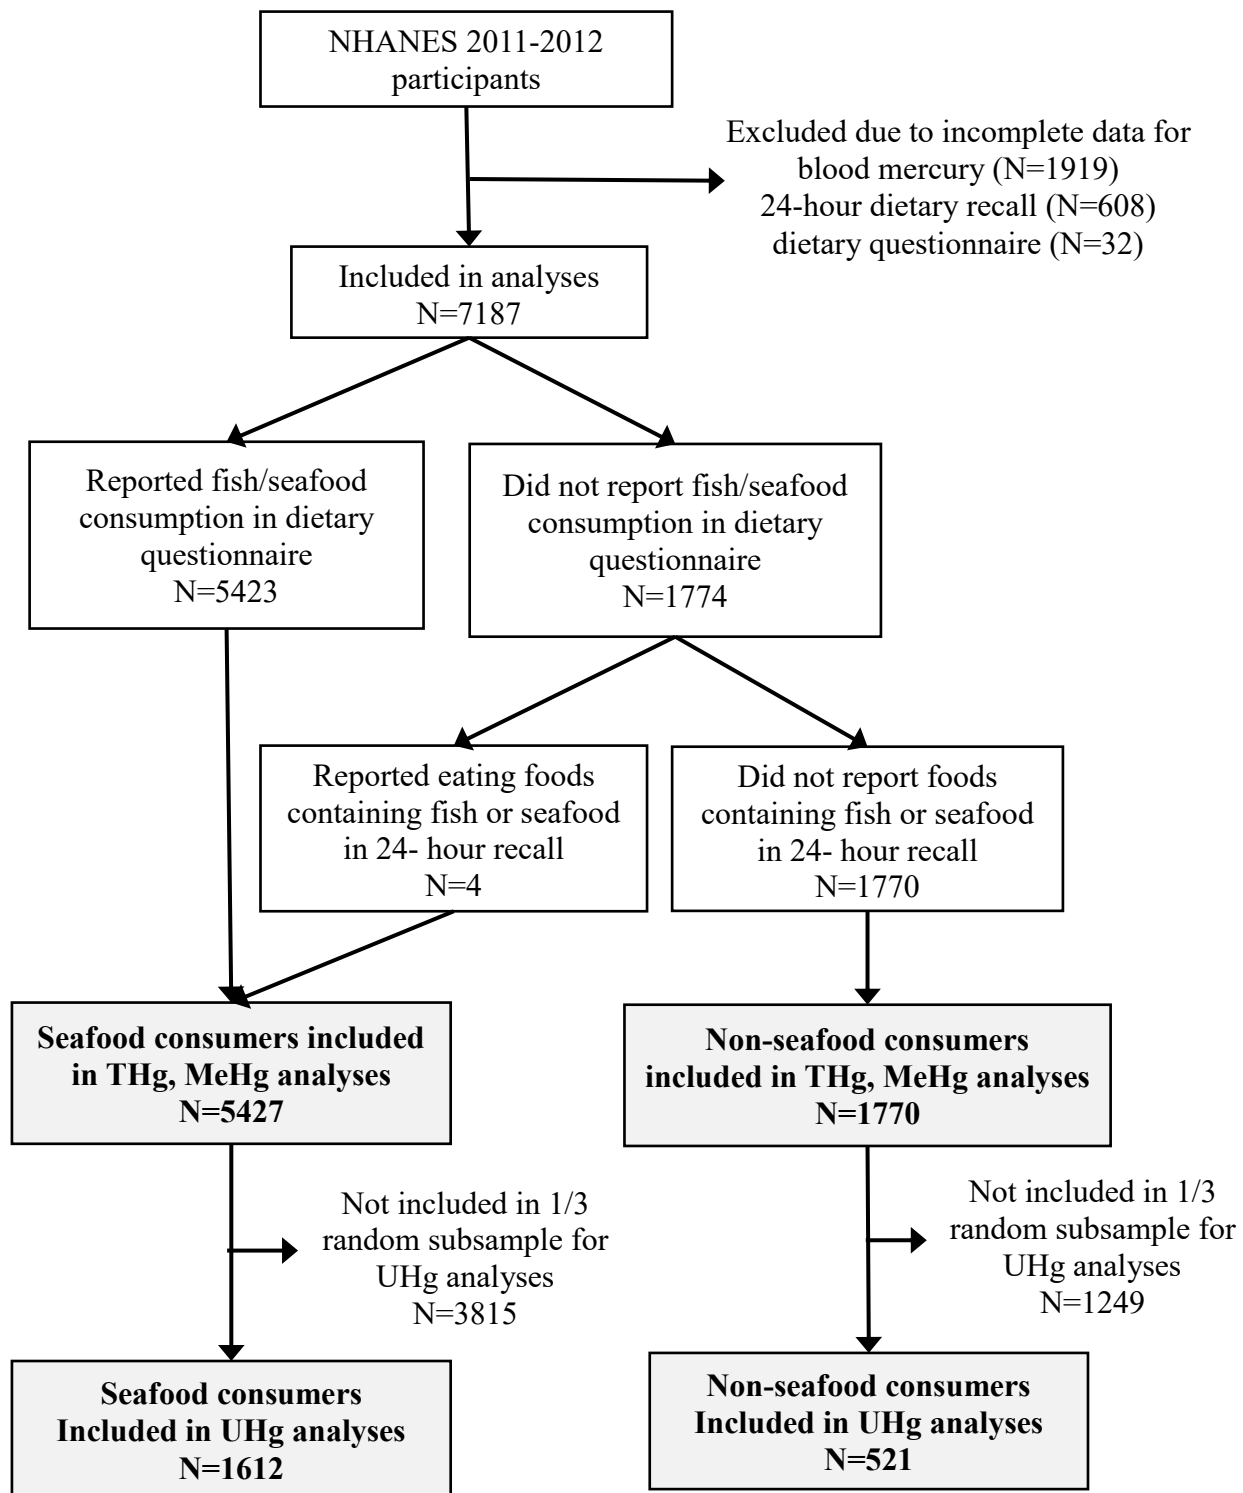 NHANES 2011-2012
participants
Excluded due to incomplete data for
blood mercury (N=1919)
24-hour dietary recall (N=608)
dietary questionnaire (N=32)
Included in analyses
N=7187
Reported fish/seafood
consumption in dietary
questionnaire
N=5423
Did not report fish/seafood
consumption in dietary
questionnaire
N=1774
Reported eating foods
containing fish or seafood
in 24- hour recall
N=4
Did not report foods
containing fish or seafood
in 24- hour recall
N=1770
Seafood consumers included
in THg, MeHg analyses
N=5427
Non-seafood consumers
included in THg, MeHg analyses
N=1770
Not included in 1/3
random subsample for
UHg analyses
N=3815
Not included in 1/3
random subsample for
UHg analyses
N=1249
Seafood consumers
Included in UHg analyses
N=1612
Non-seafood consumers
Included in UHg analyses
N=521